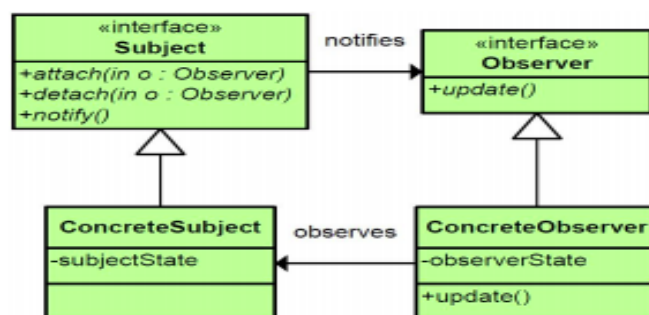 «interface»
Subject
+attach(in o : Observer)
+detach(in o : Observer)
+notify()
notifies
«interface»
Observer
+update()
ConcreteSubject
-subjectState
observes
ConcreteObserver
-observerState
+update()